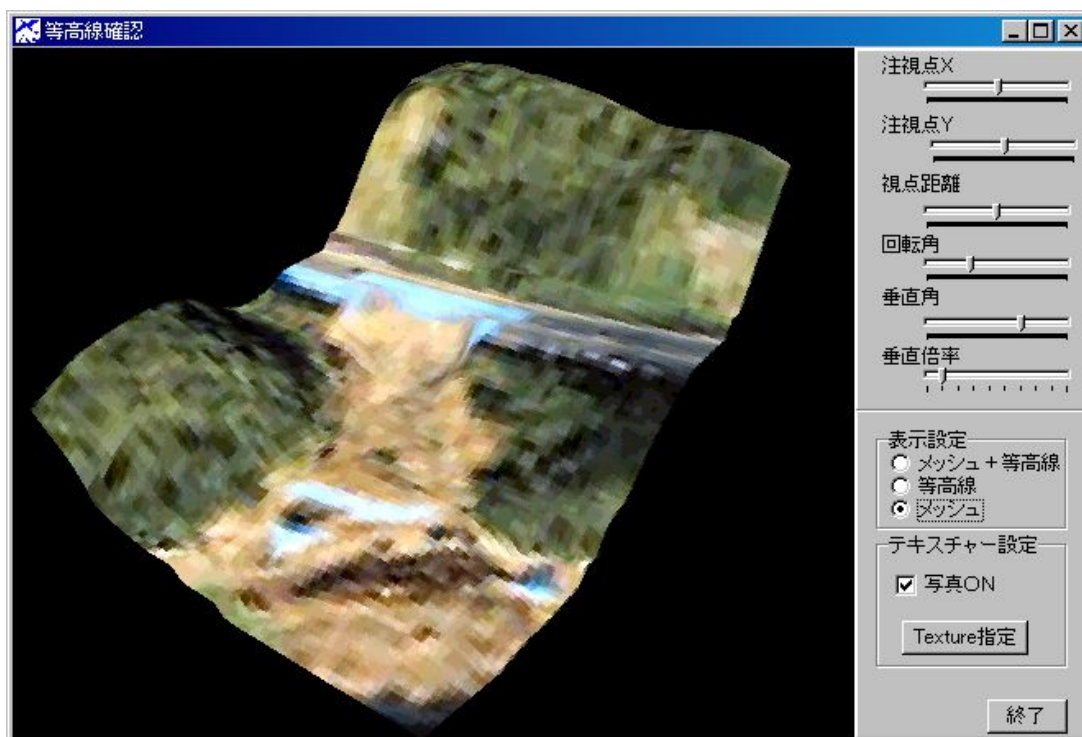 等高線確認
注視点X
注視点Y
視点距離
回転角
垂直角
垂直倍率
表示設定
メッシュ+等高線
等高線
メッシュ
テキスチャー設定
写真ON
Texture指定
終了